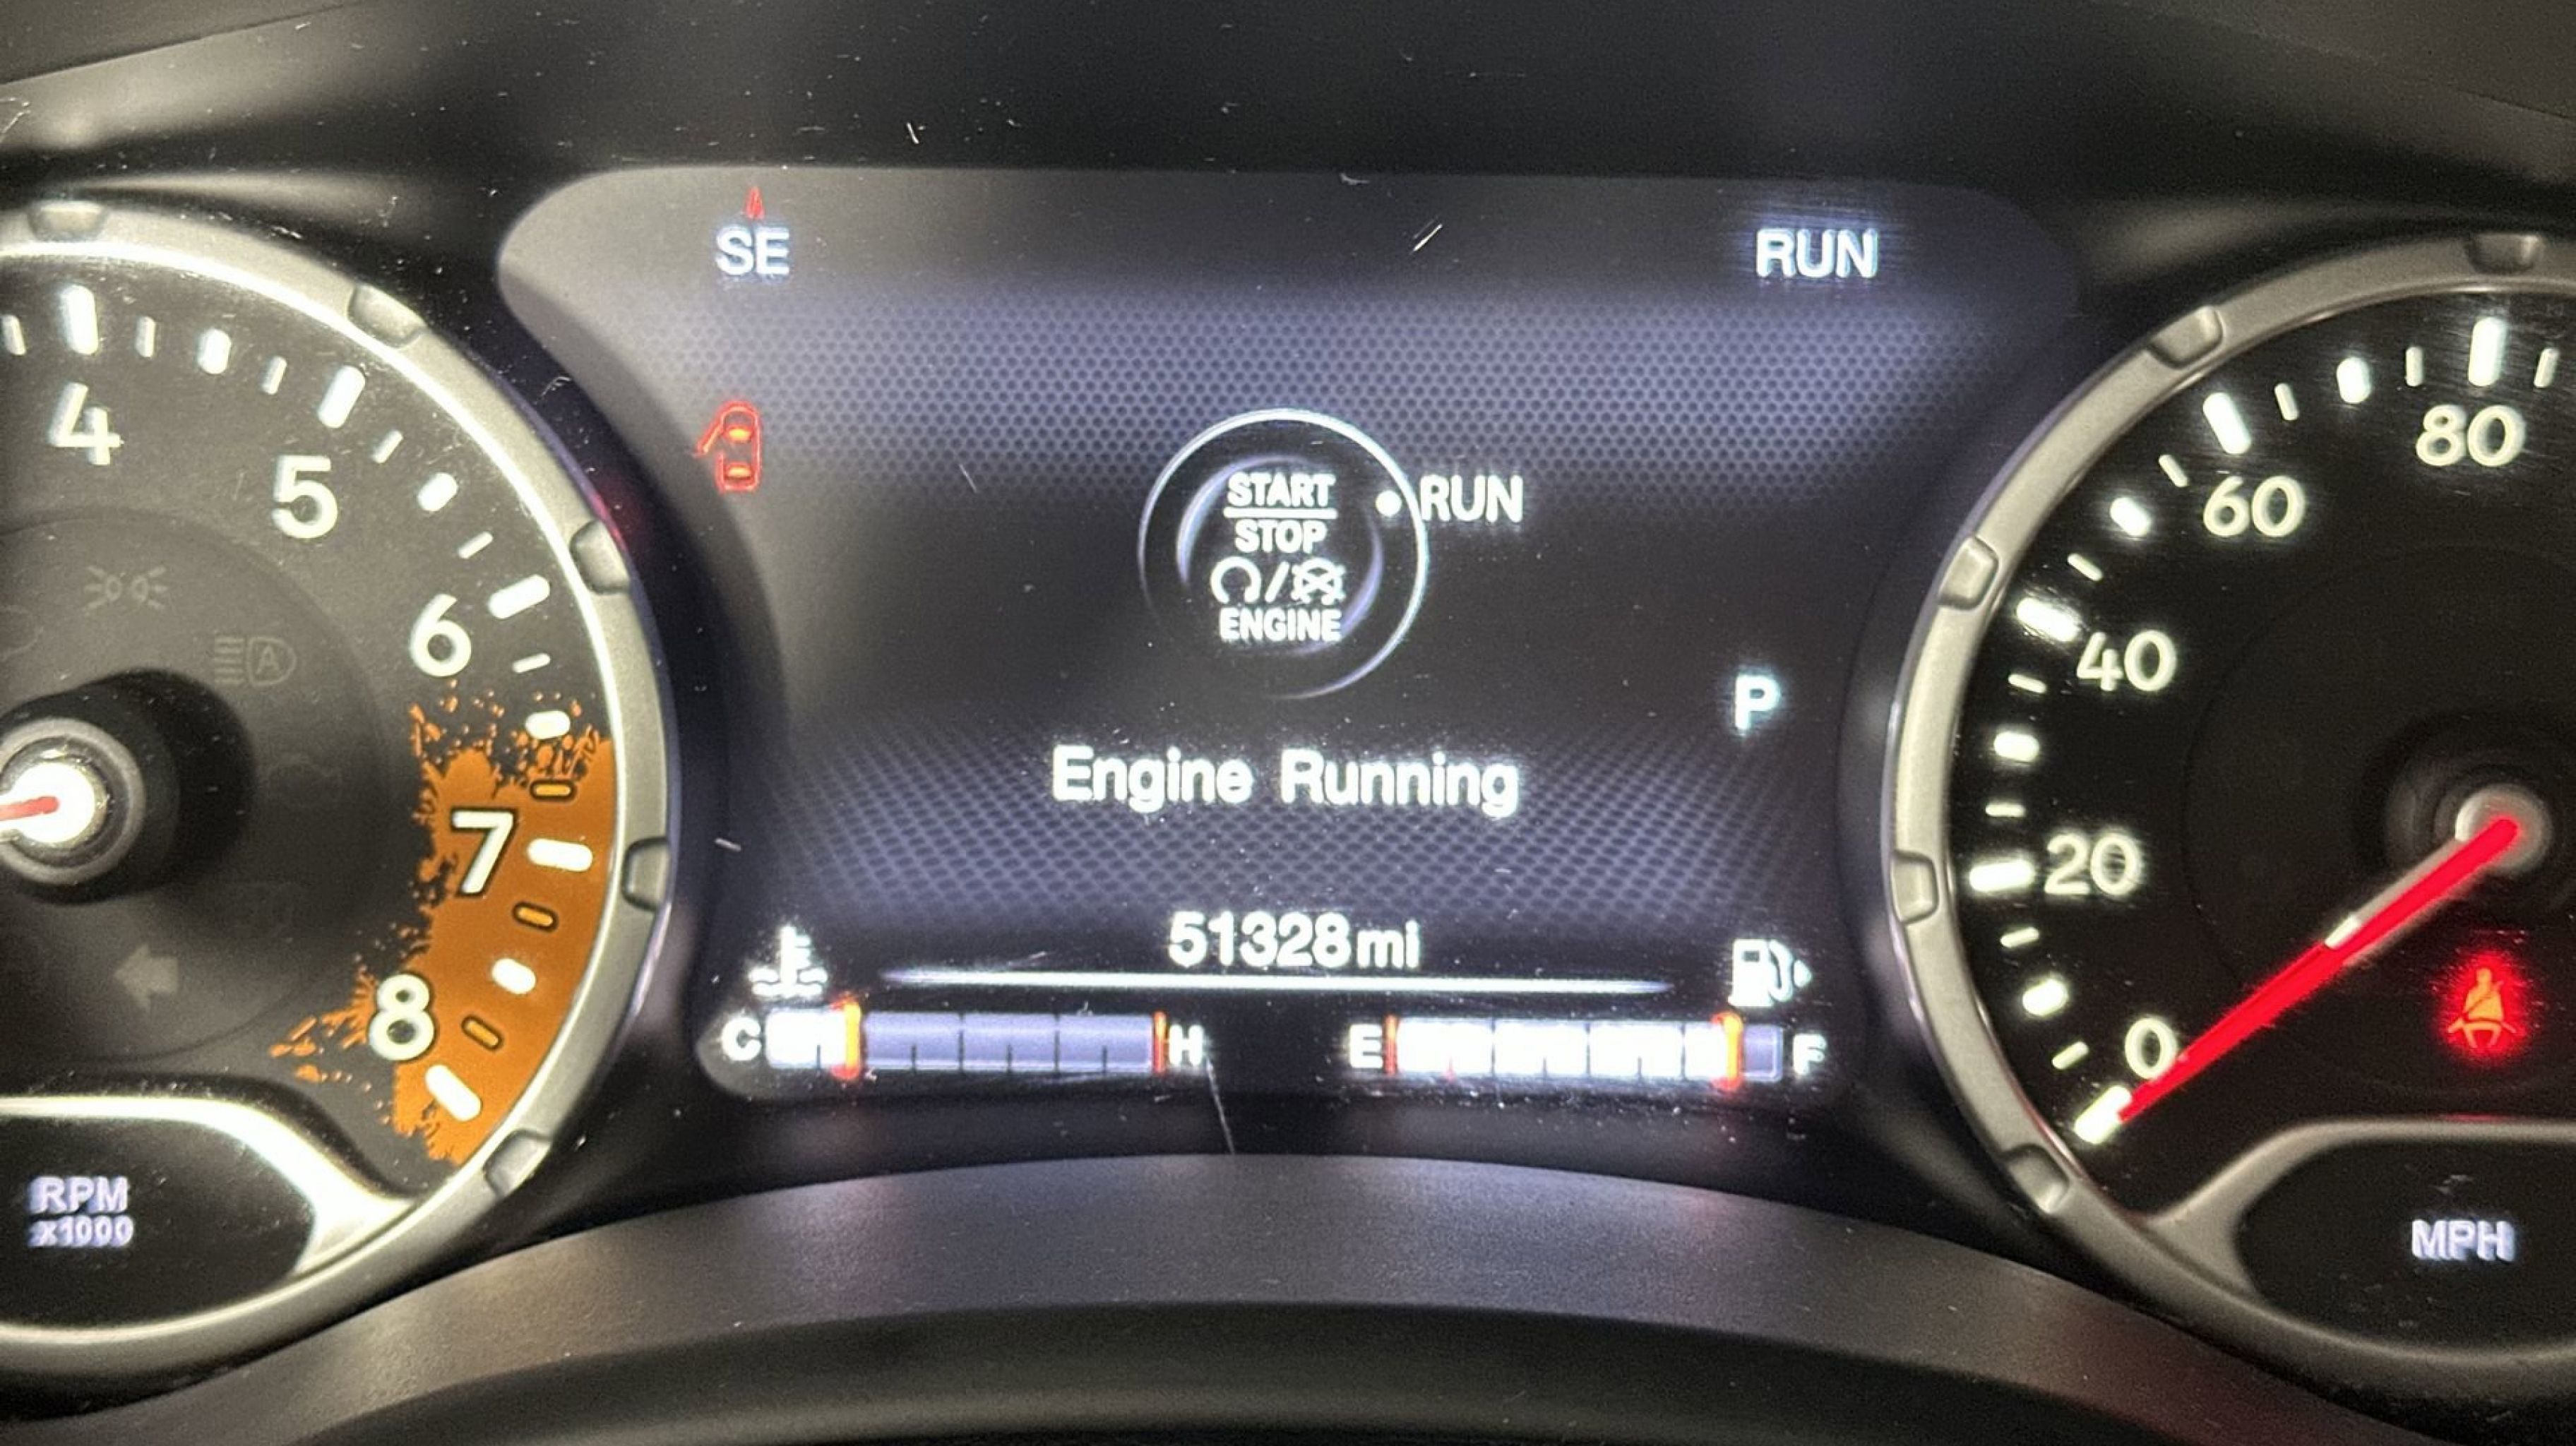 SE
RUN
4
5
6
7
8
RPM
x1000
START
STOP
ENGINE
RUN
P
Engine Running
51328mi
C
H
E
F
A
80
60
40
20
0
MPH